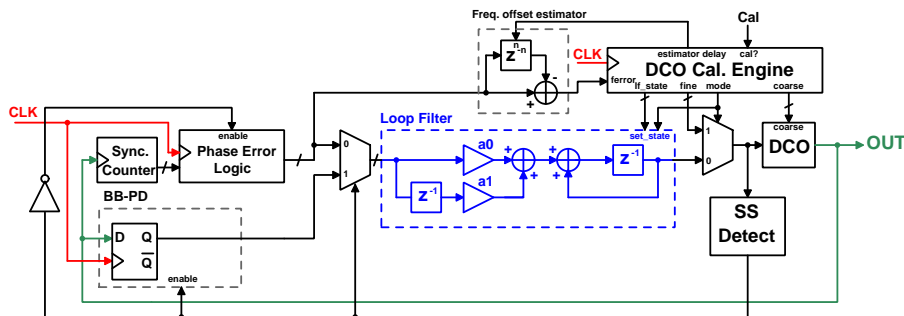 Freq. offset estimator
Cal
n
z-n
-
+
CLK
estimator delay
cal?
DCO Cal. Engine
ferror
lf_state
fine
mode
coarse
CLK
enable
Phase Error
Logic
Sync.
Counter
0
1
Loop Filter
set_state
a0
a1
z-1
+
+
+
+
z-1
1
0
coarse
DCO
OUT
BB-PD
D
Q
Q
enable
SS
Detect